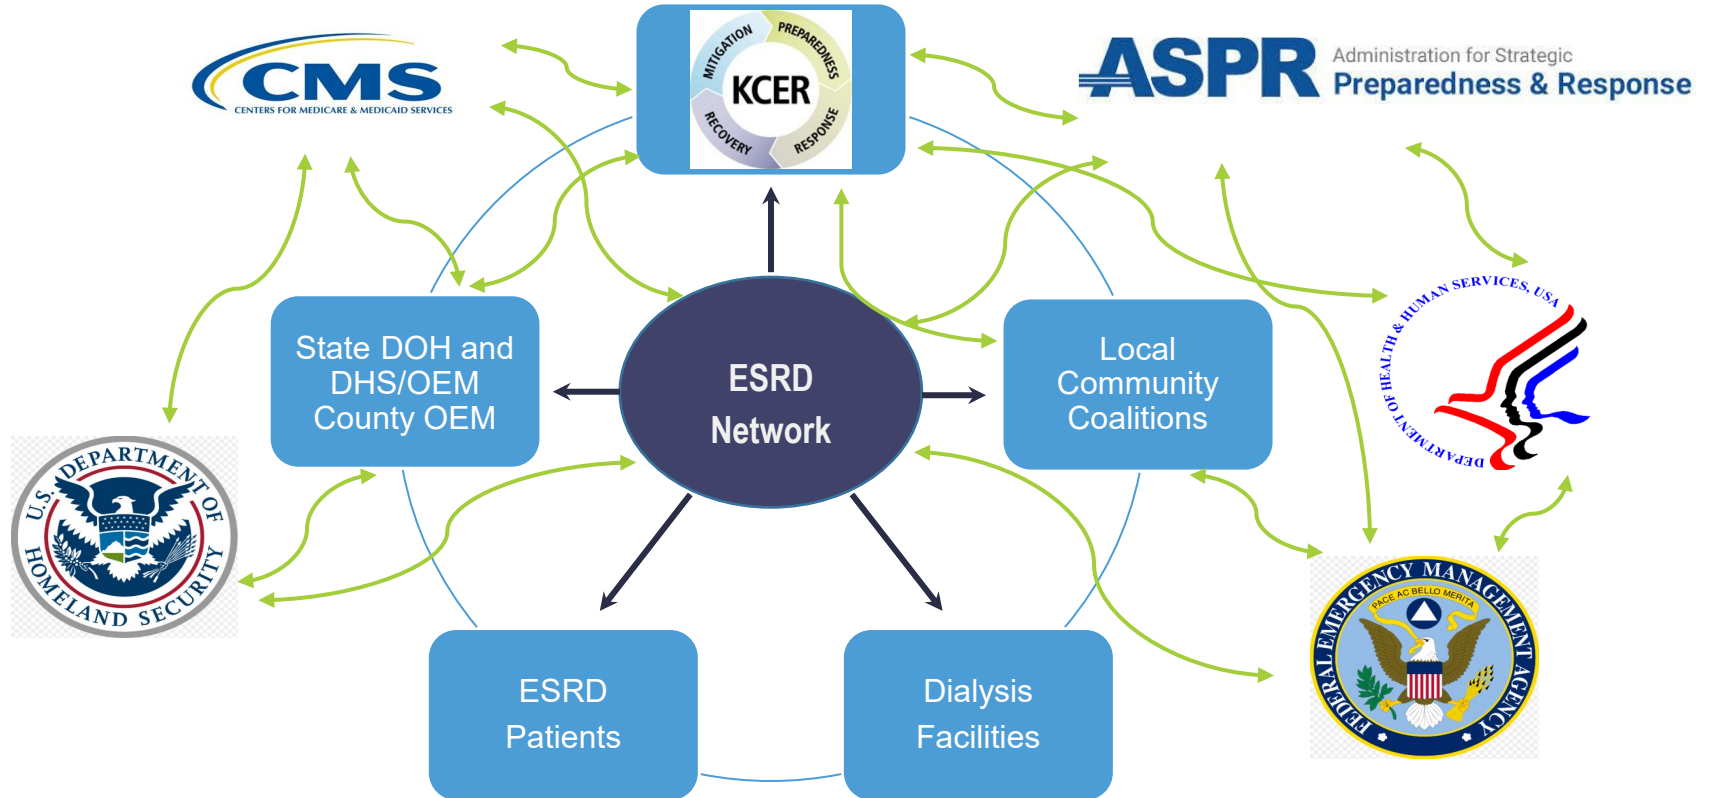 CMS
CENTERS FOR MEDICARE & MEDICAID SERVICES
MITIGATION
PREPAREDNESS
KCER
RECOVERY
RESPONSE
ASPR
Administration for Strategic
Preparedness & Response
State DOH and
DHS/OEM
County OEM
ESRD
Network
Local
Community
Coalitions
DEPARTMENT OF HEALTH & HUMAN SERVICES, USA
U.S. DEPARTMENT OF
HOMELAND SECURITY
FEDERAL EMERGENCY MANAGEMENT AGENCY
PACE AC BELLO MERITA
ESRD
Patients
Dialysis
Facilities